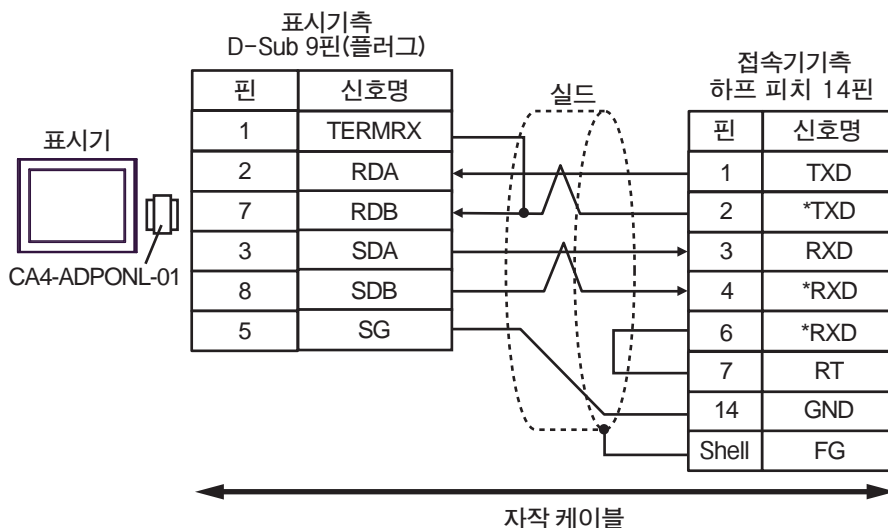 표시기측
D-Sub 9핀(플러그)
핀 신호명
1 TERMRX
2 RDA
7 RDB
3 SDA
8 SDB
5 SG
표시기
CA4-ADPONL-01
실드
접속기기측
하프 피치 14핀
핀 신호명
1 TXD
2 *TXD
3 RXD
4 *RXD
6 *RXD
7 RT
14 GND
Shell FG
자작 케이블